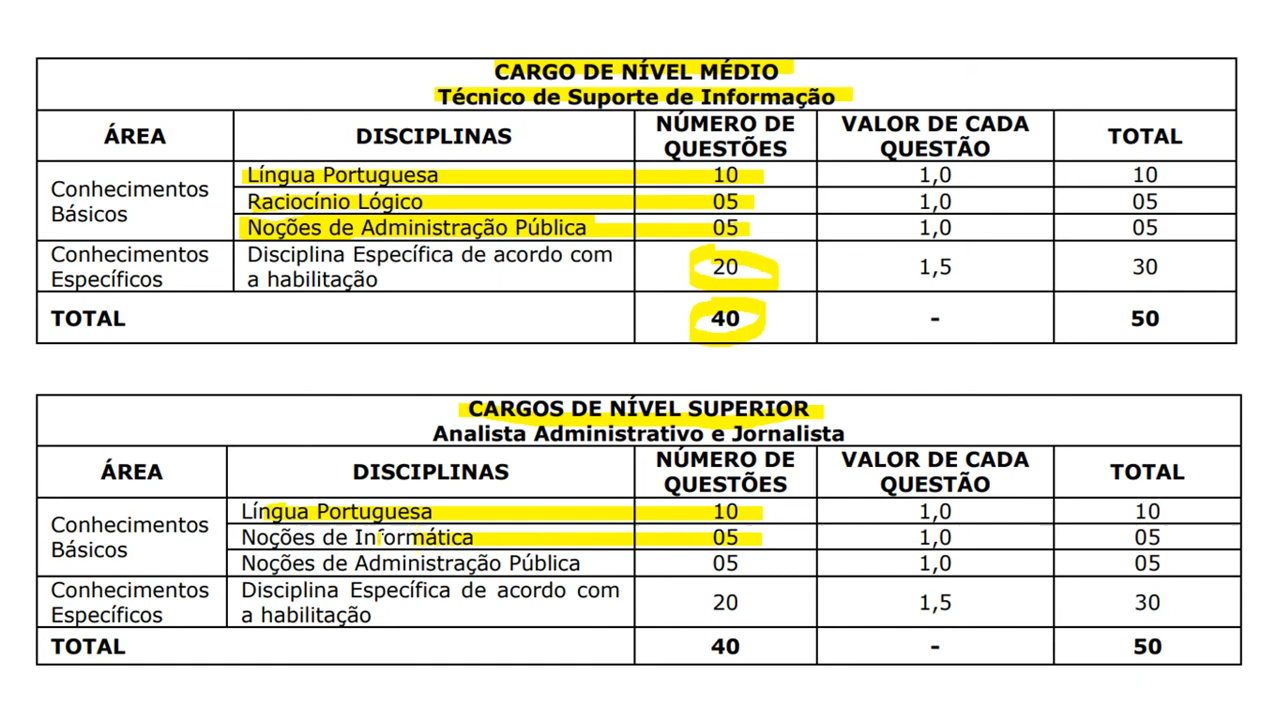 CARGO DE NÍVEL MÉDIO
Técnico de Suporte de Informação
ÁREA DISCIPLINAS NÚMERO DE QUESTÕES VALOR DE CADA QUESTÃO TOTAL
Conhecimentos Básicos
Língua Portuguesa 10 1,0 10
Raciocínio Lógico 05 1,0 05
Noções de Administração Pública 05 1,0 05
Conhecimentos Específicos
Disciplina Específica de acordo com a habilitação 20 1,5 30
TOTAL 40 - 50
CARGOS DE NÍVEL SUPERIOR
Analista Administrativo e Jornalista
ÁREA DISCIPLINAS NÚMERO DE QUESTÕES VALOR DE CADA QUESTÃO TOTAL
Conhecimentos Básicos
Língua Portuguesa 10 1,0 10
Noções de Informática 05 1,0 05
Noções de Administração Pública 05 1,0 05
Conhecimentos Específicos
Disciplina Específica de acordo com a habilitação 20 1,5 30
TOTAL 40 - 50